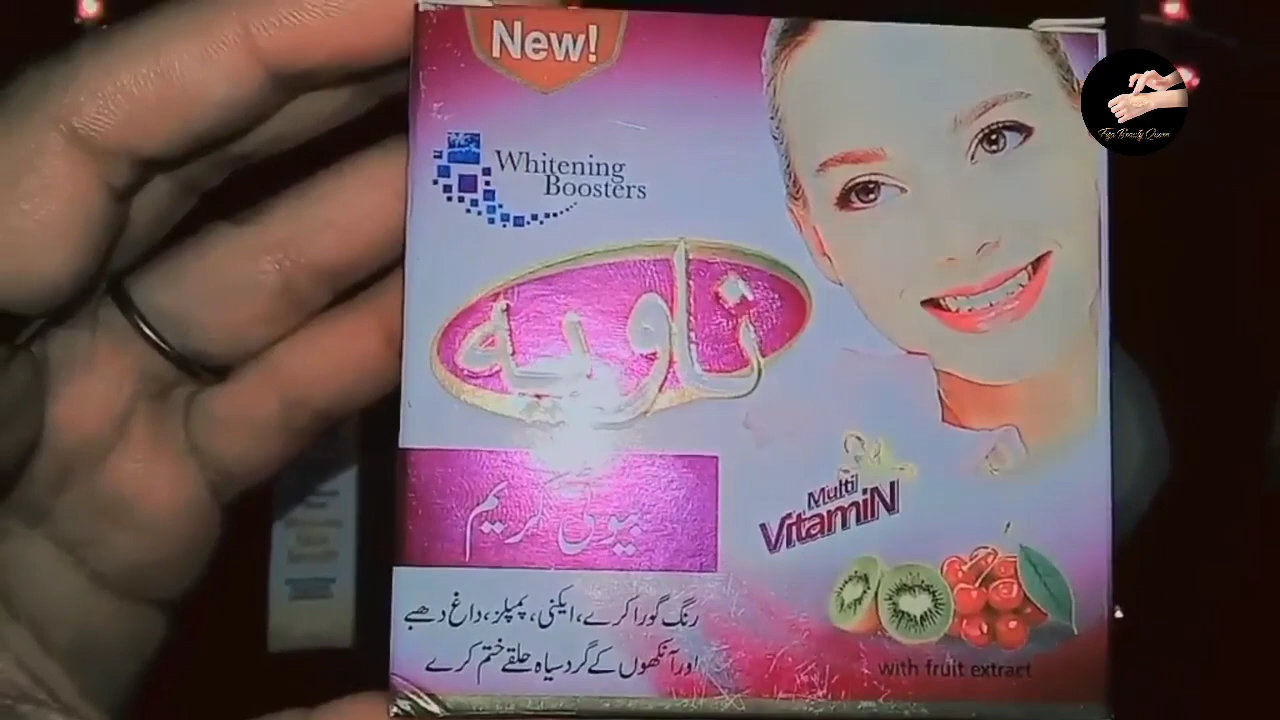 New!
Whitening
Boosters
ناویہ
بیوٹی کریم
Multi
VitamiN
رنگ گورا کرے، ایکنی، پمپلز، داغ دھبے
اور آنکھوں کے گرد سیاہ حلقے ختم کرے
with fruit extract